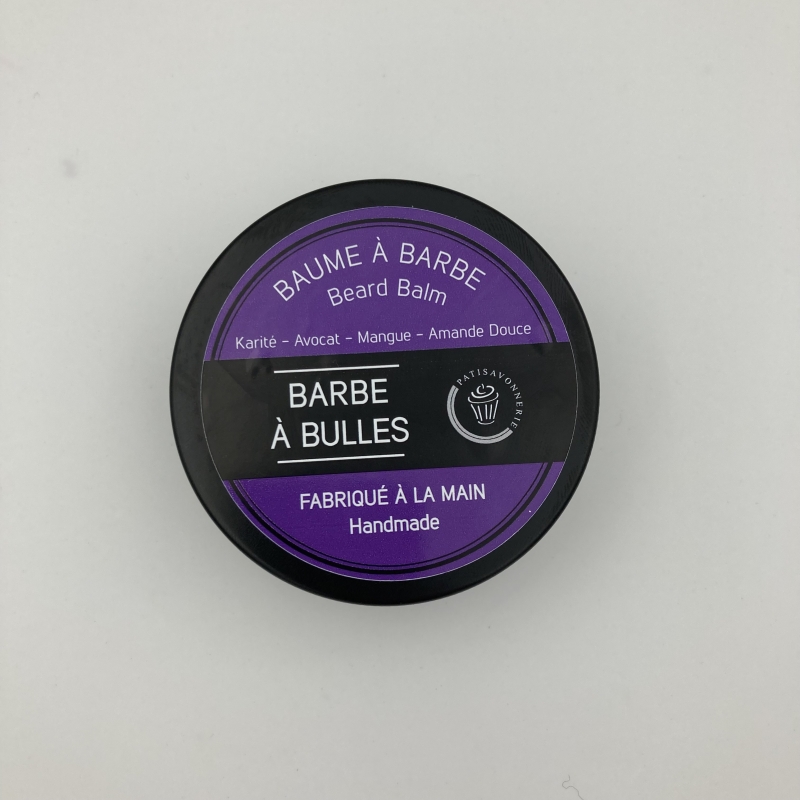 BAUME À BARBE
Beard Balm
Karité - Avocat - Mangue - Amande Douce
BARBE
À BULLES
PATISAVONNERIE
FABRIQUÉ À LA MAIN
Handmade